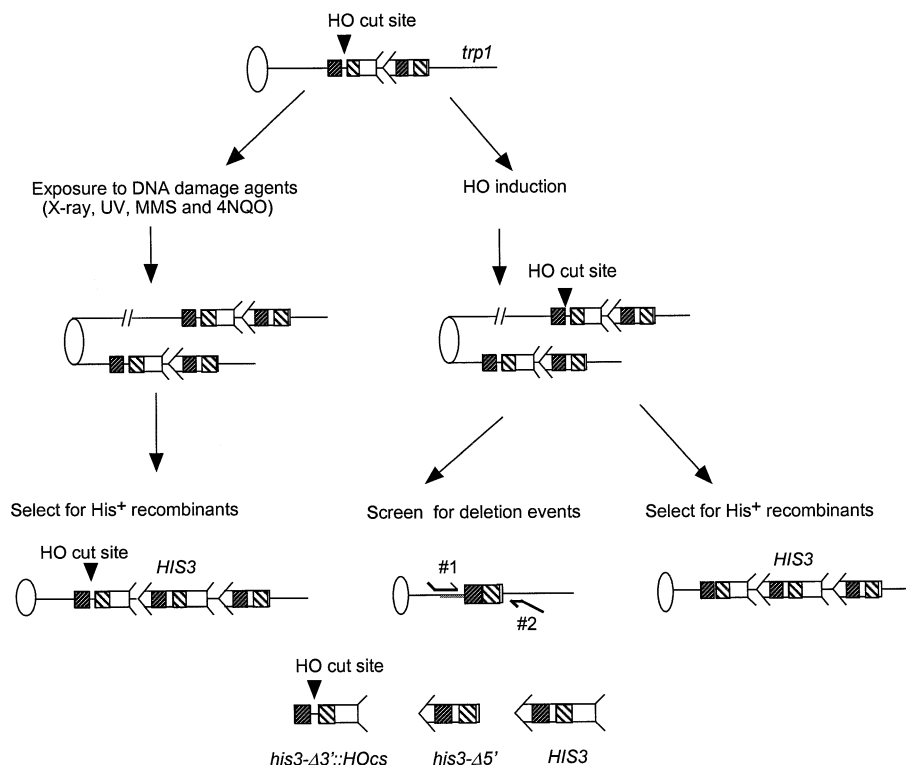 HO cut site
trp1
Exposure to DNA damage agents
(X-ray, UV, MMS and 4NQO)
HO induction
HO cut site
Select for His+ recombinants
Screen for deletion events
Select for His+ recombinants
HO cut site
HIS3
#1
#2
HIS3
HO cut site
his3-Δ3'::HOcs
his3-Δ5'
HIS3